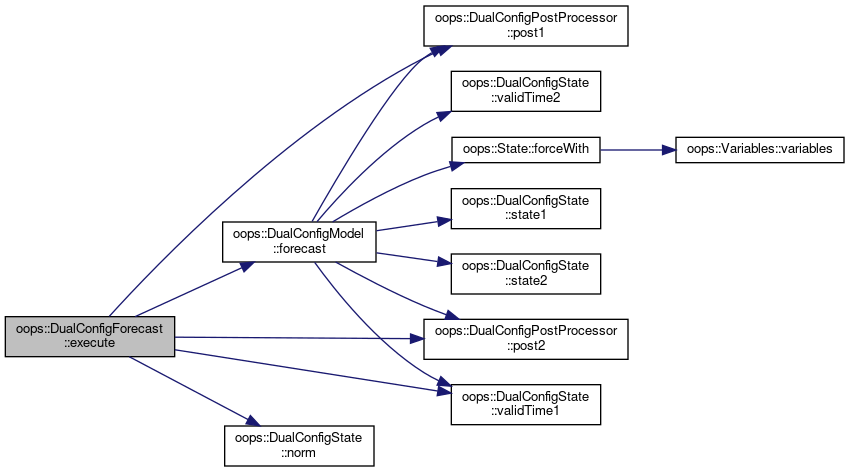 oops::DualConfigPostProcessor
::post1
oops::DualConfigState
::validTime2
oops::State::forceWith
oops::Variables::variables
oops::DualConfigState
::state1
oops::DualConfigModel
::forecast
oops::DualConfigState
::state2
oops::DualConfigForecast
::execute
oops::DualConfigPostProcessor
::post2
oops::DualConfigState
::validTime1
oops::DualConfigState
::norm